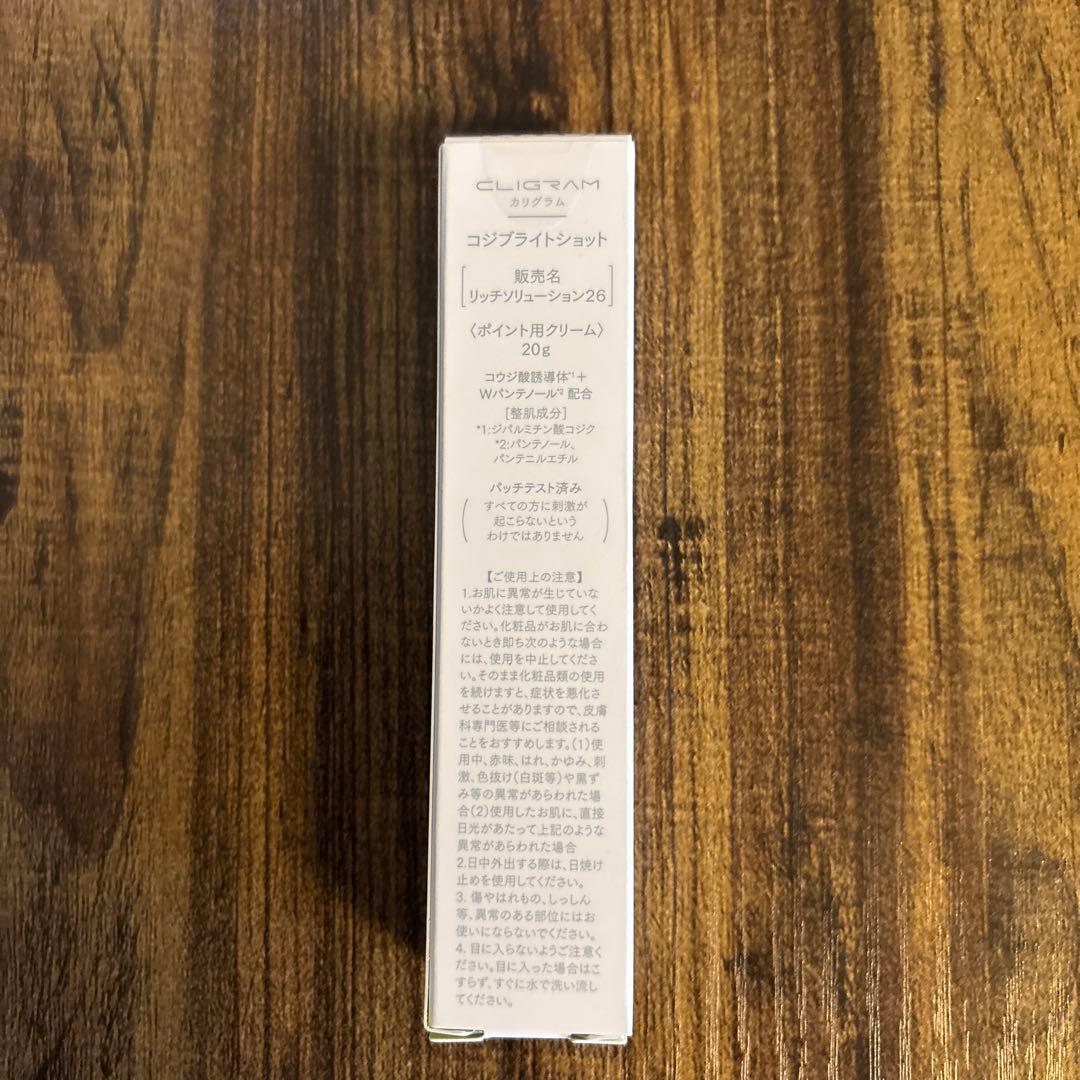 CLIGRAM
カリグラム
コジブライトショット
販売名
リッチソリューション26
〈ポイント用クリーム〉
20g
コウジ酸誘導体*1+
Wパンテノール*2 配合
[整肌成分]
*1:ジパルミチン酸コジク
*2:パンテノール、
パンテニルエチル
パッチテスト済み
(すべての方に刺激が
起こらないという
わけではありません)
【ご使用上の注意】
1.お肌に異常が生じていな
いかよく注意して使用してく
ださい。化粧品がお肌に合わ
ないとき即ち次のような場合
には、使用を中止してくださ
い。そのまま化粧品類の使用
を続けますと、症状を悪化さ
せることがありますので、皮膚
科専門医等にご相談される
ことをおすすめします。(1)使
用中、赤味、はれ、かゆみ、刺
激、色抜け(白斑等)や黒ず
み等の異常があらわれた場
合(2)使用したお肌に、直接
日光があたって上記のような
異常があらわれた場合
2.日中外出する際は、日焼け
止めを使用してください。
3. 傷やはれもの、しっしん
等、異常のある部位にはお
使いにならないでください。
4. 目に入らないようご注意く
ださい。目に入った場合はこ
すらず、すぐに水で洗い流し
てください。